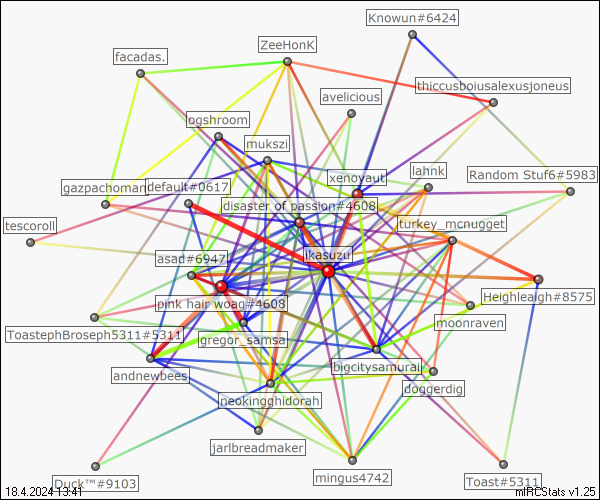 Knowun#6424
ZeeHonK
facadas.
thiccusboiusalexusjoneus
avelicious
ogshroom
mukszi
lahnk
xenoyaut
Random Stuf6#5983
gazpachoman
default#0617
disaster of passion#4608
tescoroll
turkey_mcnugget
ikasuzu
asad#6947
Heighleaigh#8575
pink hair woag#4608
moonraven
ToastephBroseph5311#5311
gregor_samsa
bigcitysamurai
andnewbees
doggerdig
neokingghidorah
jarlbreadmaker
mingus4742
Duck™#9103
Toast#5311
18.4.2024 13:41
mIRCStats v1.25